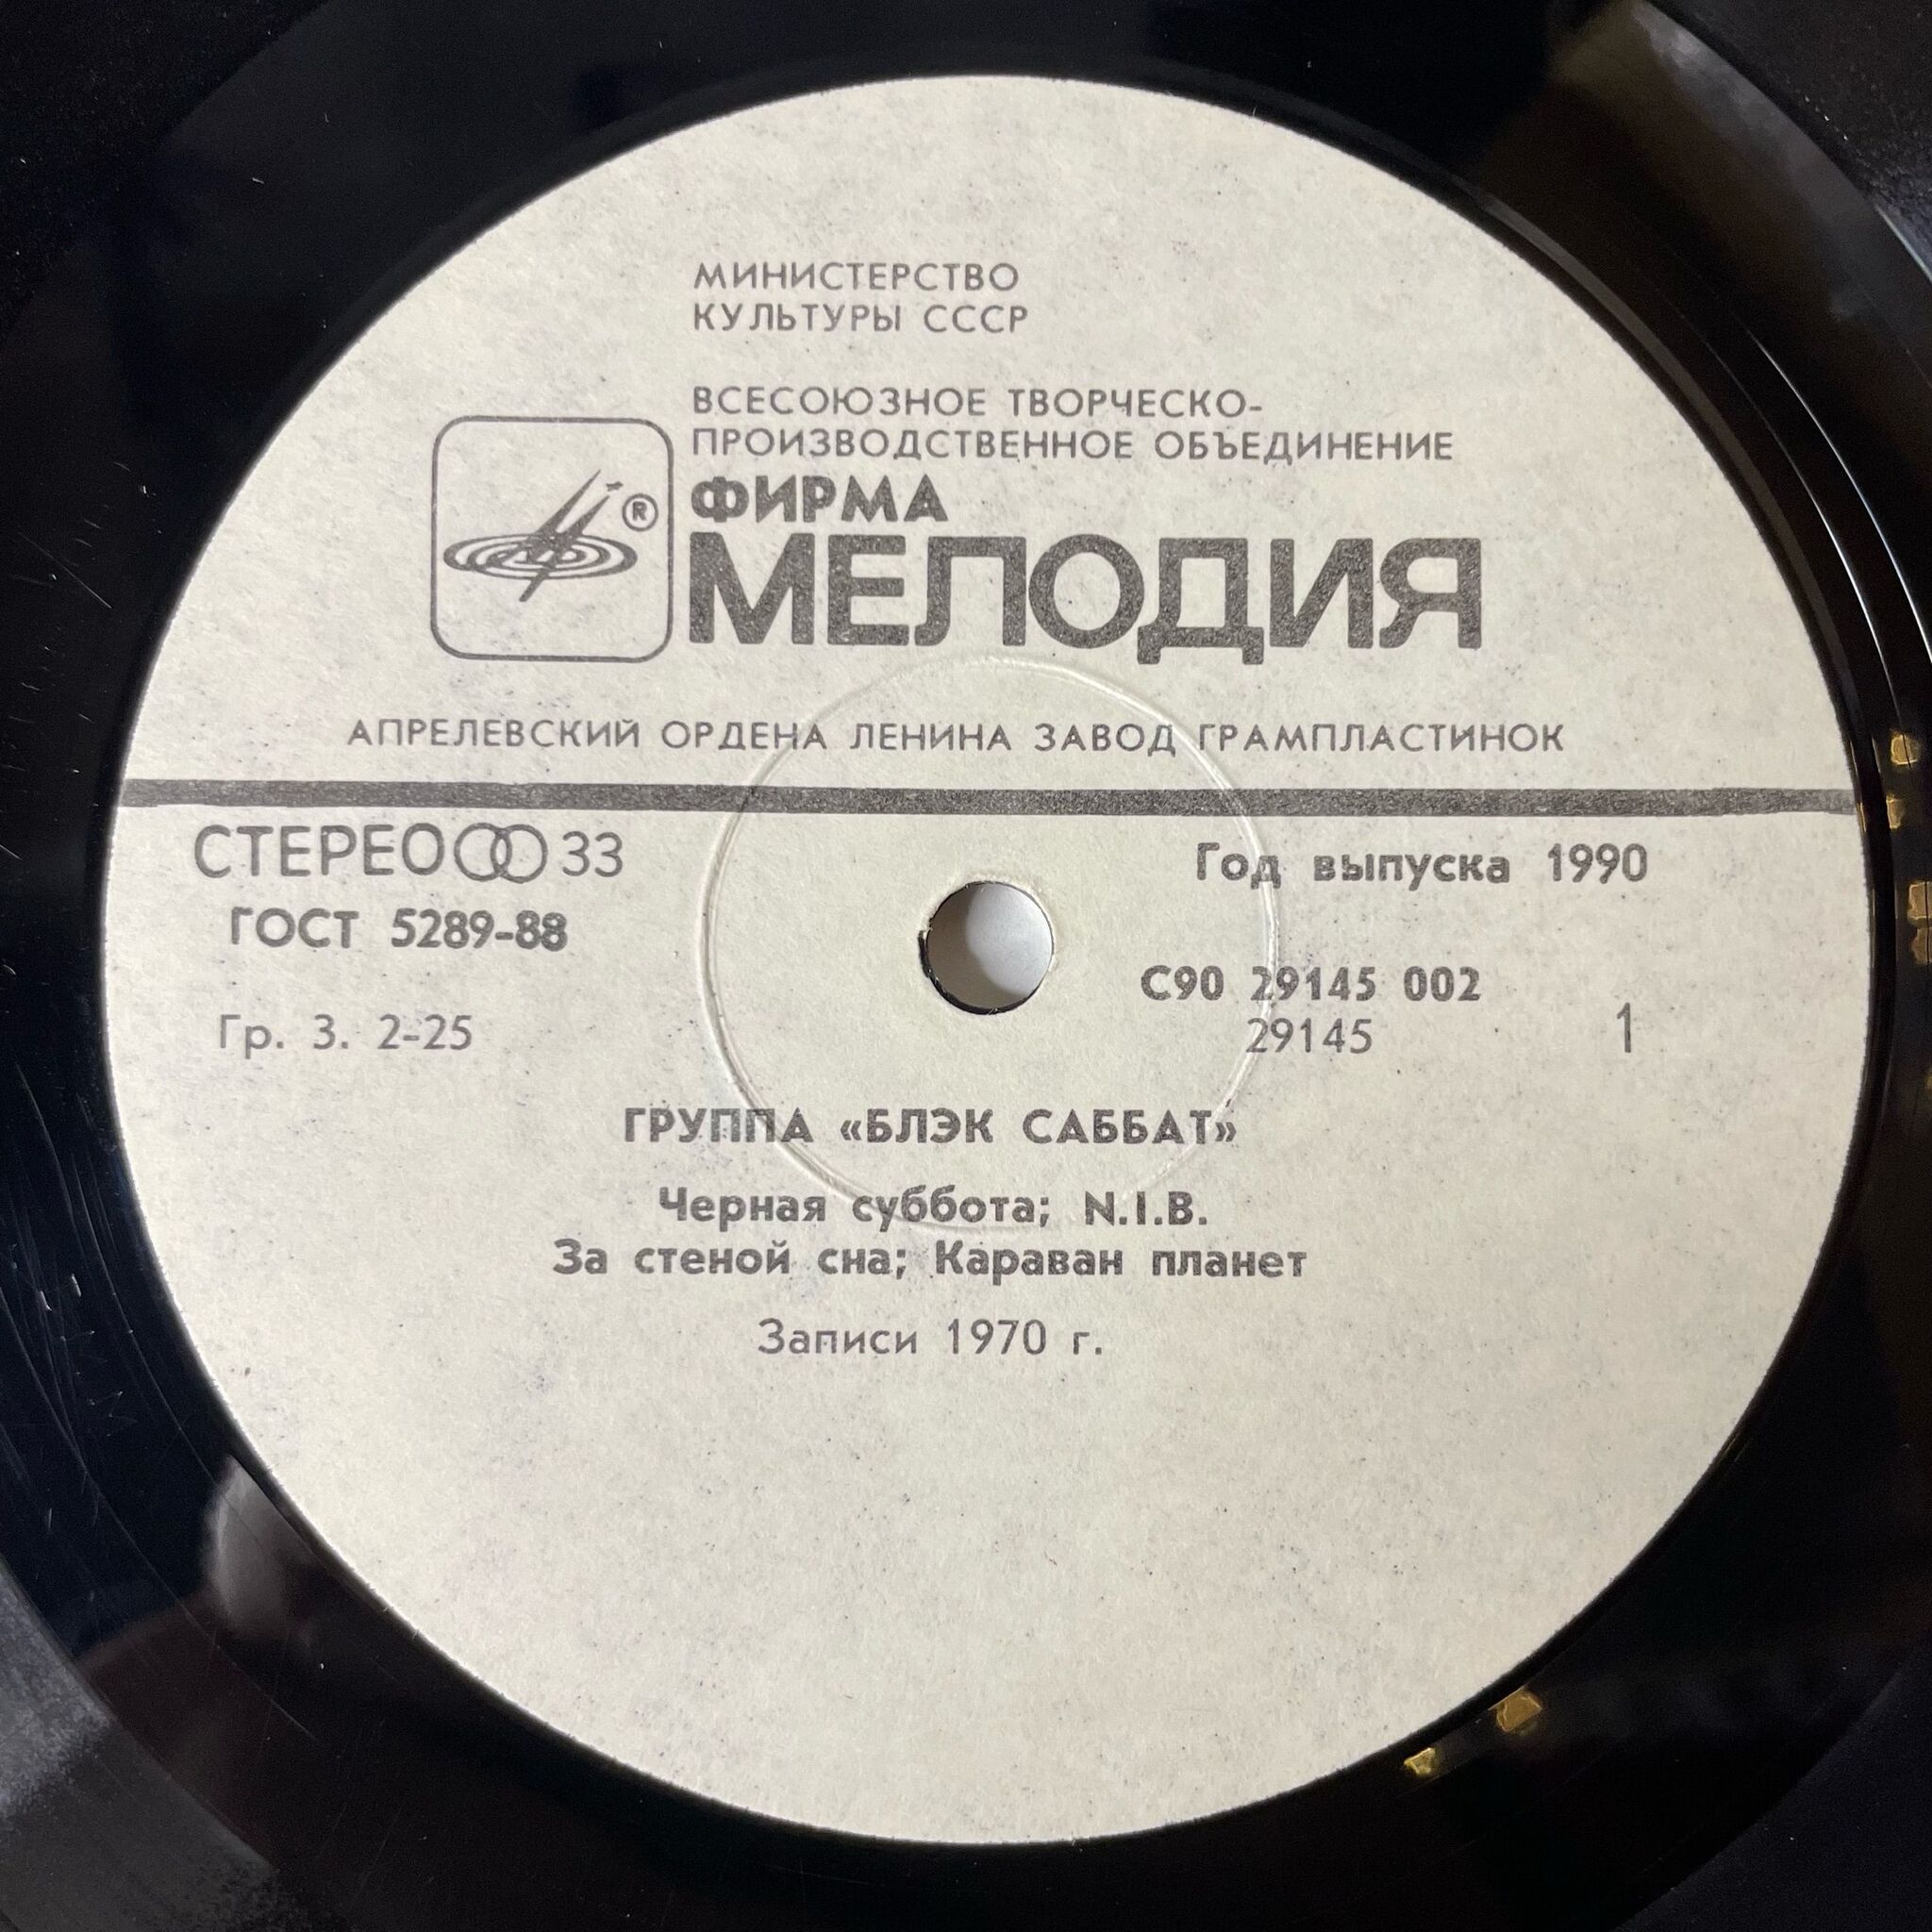 МИНИСТЕРСТВО
КУЛЬТУРЫ СССР
ВСЕСОЮЗНОЕ ТВОРЧЕСКО-
ПРОИЗВОДСТВЕННОЕ ОБЪЕДИНЕНИЕ
®
ФИРМА
МЕЛОДИЯ
АПРЕЛЕВСКИЙ ОРДЕНА ЛЕНИНА ЗАВОД ГРАМПЛАСТИНОК
СТЕРЕО 33
Год выпуска 1990
ГОСТ 5289-88
С90 29145 002
Гр. 3. 2-25
29145
1
ГРУППА «БЛЭК САББАТ»
Черная суббота; N.I.B.
За стеной сна; Караван планет
Записи 1970 г.